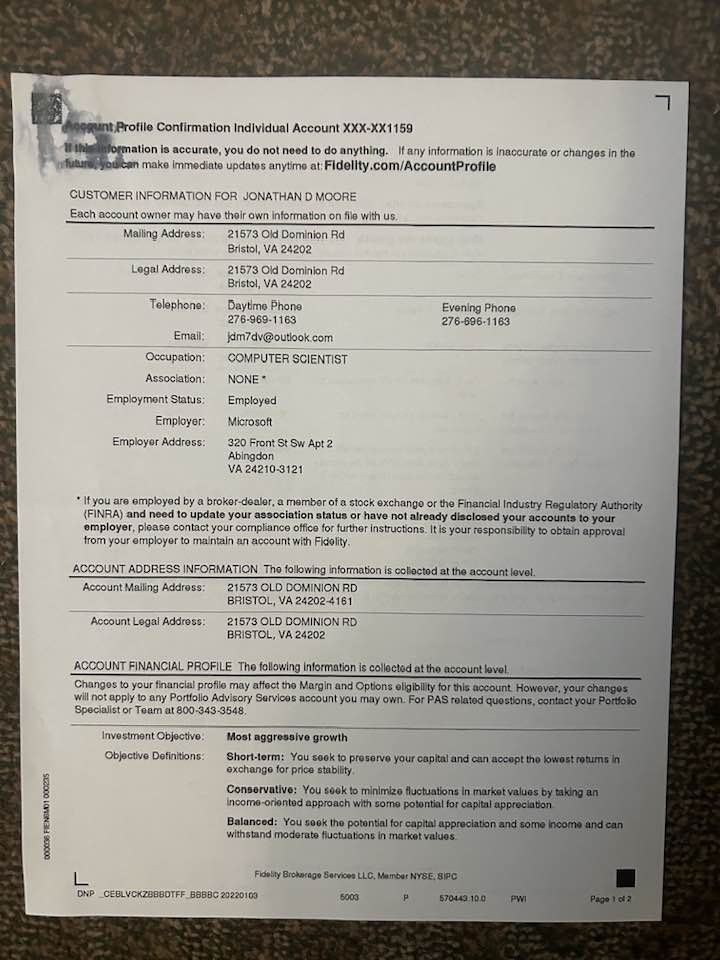 Account Profile Confirmation Individual Account XXX-XX1159
If this information is accurate, you do not need to do anything. If any information is inaccurate or changes in the
future, you can make immediate updates anytime at: Fidelity.com/AccountProfile
CUSTOMER INFORMATION FOR JONATHAN D MOORE
Each account owner may have their own information on file with us.
Mailing Address: 21573 Old Dominion Rd
Bristol, VA 24202
Legal Address: 21573 Old Dominion Rd
Bristol, VA 24202
Telephone: Daytime Phone Evening Phone
276-969-1163 276-696-1163
Email: jdm7dv@outlook.com
Occupation: COMPUTER SCIENTIST
Association: NONE *
Employment Status: Employed
Employer: Microsoft
Employer Address: 320 Front St Sw Apt 2
Abingdon
VA 24210-3121
* If you are employed by a broker-dealer, a member of a stock exchange or the Financial Industry Regulatory Authority
(FINRA) and need to update your association status or have not already disclosed your accounts to your
employer, please contact your compliance office for further instructions. It is your responsibility to obtain approval
from your employer to maintain an account with Fidelity.
ACCOUNT ADDRESS INFORMATION The following information is collected at the account level.
Account Mailing Address: 21573 OLD DOMINION RD
BRISTOL, VA 24202-4161
Account Legal Address: 21573 OLD DOMINION RD
BRISTOL, VA 24202
ACCOUNT FINANCIAL PROFILE The following information is collected at the account level.
Changes to your financial profile may affect the Margin and Options eligibility for this account. However, your changes
will not apply to any Portfolio Advisory Services account you may own. For PAS related questions, contact your Portfolio
Specialist or Team at 800-343-3548.
Investment Objective: Most aggressive growth
Objective Definitions: Short-term: You seek to preserve your capital and can accept the lowest returns in
exchange for price stability.
Conservative: You seek to minimize fluctuations in market values by taking an
income-oriented approach with some potential for capital appreciation.
Balanced: You seek the potential for capital appreciation and some income and can
withstand moderate fluctuations in market values.
000036 FIEN8M01 000235
Fidelity Brokerage Services LLC, Member NYSE, SIPC
DNP _CEBLVCKZBBBDTFF_BBBBC 20220103 5003 P 570443.10.0 PWI Page 1 of 2